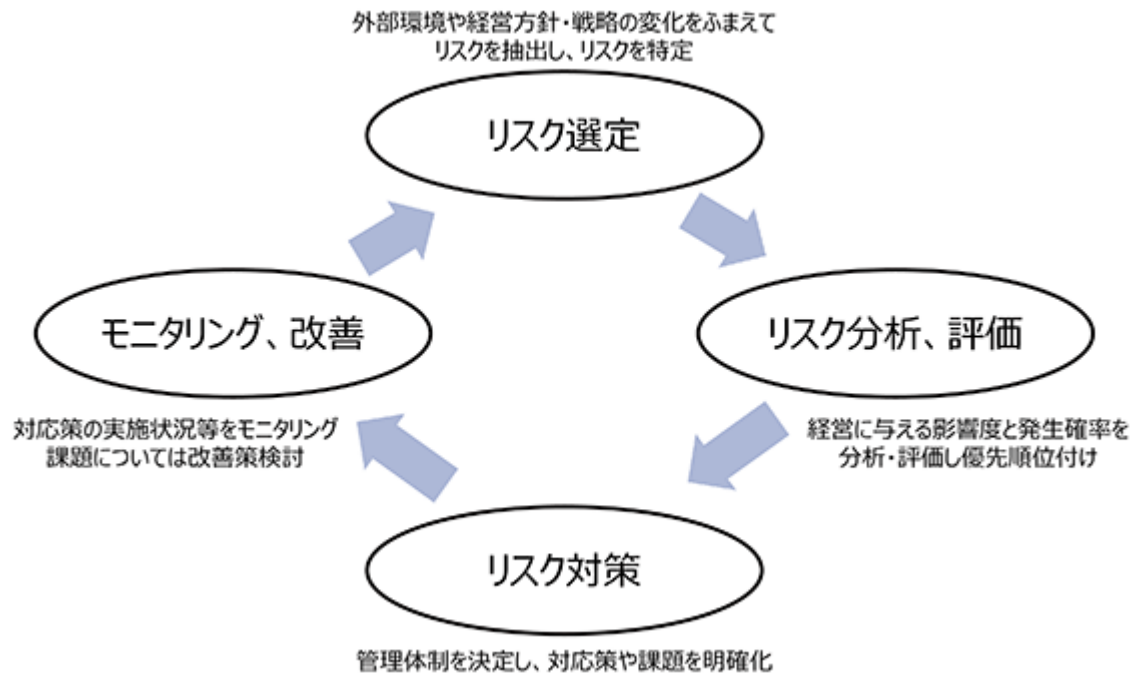 外部環境や経営方針・戦略の変化をふまえて
リスクを抽出し、リスクを特定
リスク選定
モニタリング、改善
リスク分析、評価
対応策の実施状況等をモニタリング
課題については改善策検討
経営に与える影響度と発生確率を
分析・評価し優先順位付け
リスク対策
管理体制を決定し、対応策や課題を明確化